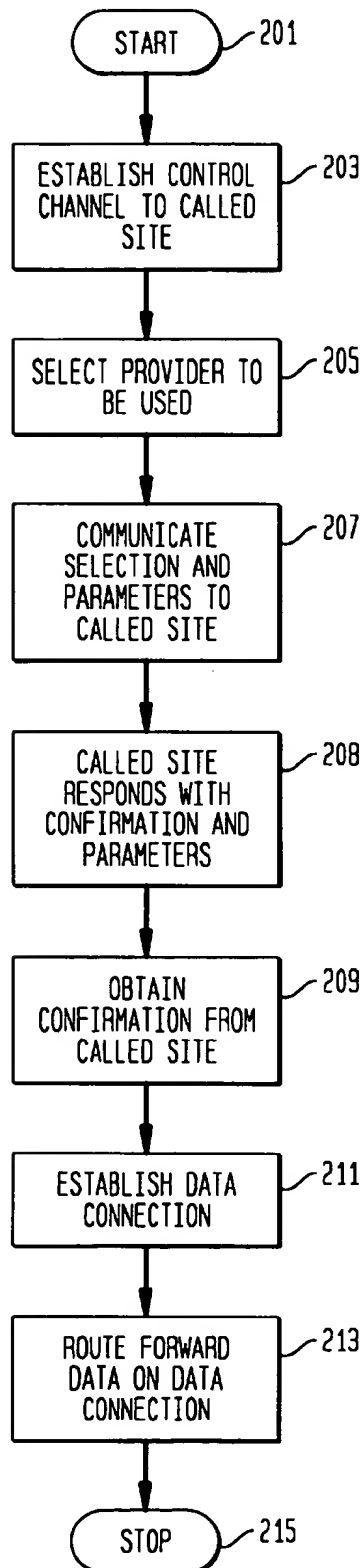 START
201
ESTABLISH CONTROL
CHANNEL TO CALLED
SITE
203
SELECT PROVIDER TO
BE USED
205
COMMUNICATE
SELECTION AND
PARAMETERS TO
CALLED SITE
207
CALLED SITE
RESPONDS WITH
CONFIRMATION AND
PARAMETERS
208
OBTAIN
CONFIRMATION FROM
CALLED SITE
209
ESTABLISH DATA
CONNECTION
211
ROUTE FORWARD
DATA ON DATA
CONNECTION
213
STOP
215